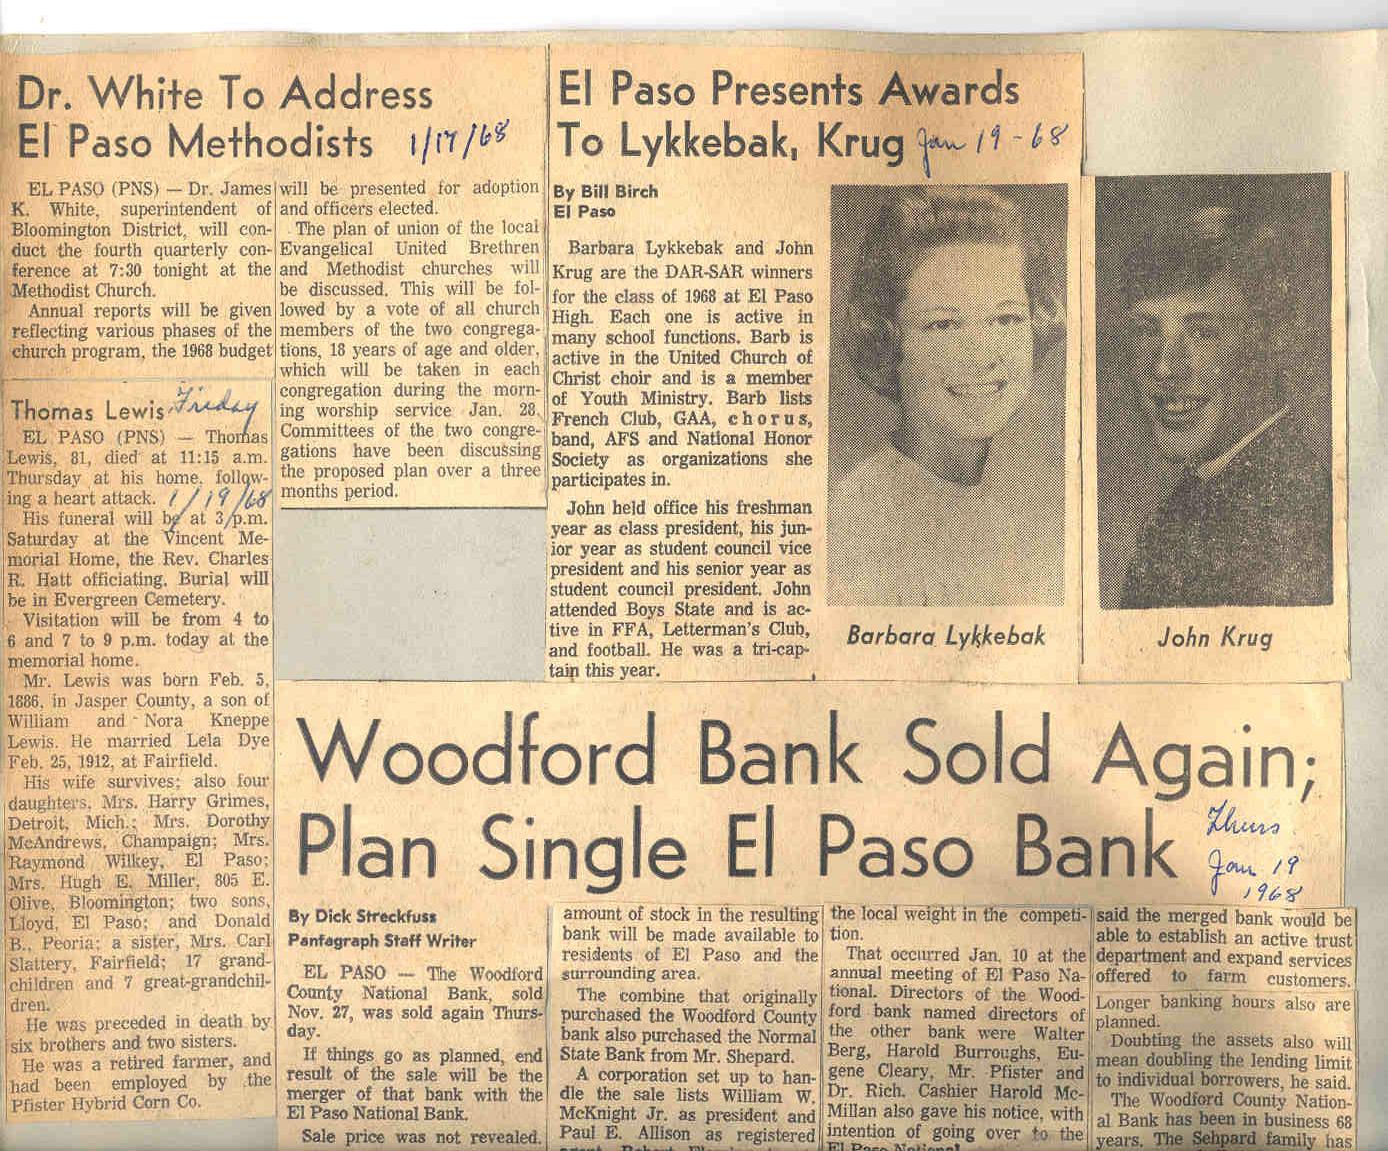 Dr. White To Address
El Paso Methodists 1/17/68
EL PASO (PNS) — Dr. James
K. White, superintendent of
Bloomington District, will con-
duct the fourth quarterly con-
ference at 7:30 tonight at the
Methodist Church.
Annual reports will be given
reflecting various phases of the
church program, the 1968 budget
will be presented for adoption
and officers elected.
The plan of union of the local
Evangelical United Brethren
and Methodist churches will
be discussed. This will be fol-
lowed by a vote of all church
members of the two congrega-
tions, 18 years of age and older,
which will be taken in each
congregation during the morn-
ing worship service Jan. 28.
Committees of the two congre-
gations have been discussing
the proposed plan over a three
months period.
Thomas Lewis Friday
EL PASO (PNS) — Thomas
Lewis, 81, died at 11:15 a.m.
Thursday at his home, follow-
ing a heart attack. 1/19/68
His funeral will be at 3 p.m.
Saturday at the Vincent Me-
morial Home, the Rev. Charles
R. Hatt officiating. Burial will
be in Evergreen Cemetery.
Visitation will be from 4 to
6 and 7 to 9 p.m. today at the
memorial home.
Mr. Lewis was born Feb. 5,
1886, in Jasper County, a son of
William and Nora Kneppe
Lewis. He married Lela Dye
Feb. 25, 1912, at Fairfield.
His wife survives; also four
daughters, Mrs. Harry Grimes,
Detroit, Mich.; Mrs. Dorothy
McAndrews, Champaign; Mrs.
Raymond Wilkey, El Paso;
Mrs. Hugh E. Miller, 805 E.
Olive, Bloomington; two sons,
Lloyd, El Paso; and Donald
B., Peoria; a sister, Mrs. Carl
Slattery, Fairfield; 17 grand-
children and 7 great-grandchil-
dren.
He was preceded in death by
six brothers and two sisters.
He was a retired farmer, and
had been employed by the
Pfister Hybrid Corn Co.
El Paso Presents Awards
To Lykkebak, Krug Jan 19-68
By Bill Birch
El Paso
Barbara Lykkebak and John
Krug are the DAR-SAR winners
for the class of 1968 at El Paso
High. Each one is active in
many school functions. Barb is
active in the United Church of
Christ choir and is a member
of Youth Ministry. Barb lists
French Club, GAA, chorus,
band, AFS and National Honor
Society as organizations she
participates in.
John held office his freshman
year as class president, his jun-
ior year as student council vice
president and his senior year as
student council president. John
attended Boys State and is ac-
tive in FFA, Letterman's Club,
and football. He was a tri-cap-
tain this year.
Barbara Lykkebak
John Krug
Woodford Bank Sold Again;
Plan Single El Paso Bank
Thurs
Jan 19
1968
By Dick Streckfuss
Pantagraph Staff Writer
EL PASO — The Woodford
County National Bank, sold
Nov. 27, was sold again Thurs-
day.
If things go as planned, end
result of the sale will be the
merger of that bank with the
El Paso National Bank.
Sale price was not revealed.
amount of stock in the resulting
bank will be made available to
residents of El Paso and the
surrounding area.
The combine that originally
purchased the Woodford County
bank also purchased the Normal
State Bank from Mr. Shepard.
A corporation set up to han-
dle the sale lists William W.
McKnight Jr. as president and
Paul E. Allison as registered
the local weight in the competi-
tion.
That occurred Jan. 10 at the
annual meeting of El Paso Na-
tional. Directors of the Wood-
ford bank named directors of
the other bank were Walter
Berg, Harold Burroughs, Eu-
gene Cleary, Mr. Pfister and
Dr. Rich. Cashier Harold Mc-
Millan also gave his notice, with
intention of going over to the
El Paso National
said the merged bank would be
able to establish an active trust
department and expand services
offered to farm customers.
Longer banking hours also are
planned.
Doubting the assets also will
mean doubling the lending limit
to individual borrowers, he said.
The Woodford County Nation-
al Bank has been in business 68
years. The Sehpard family has